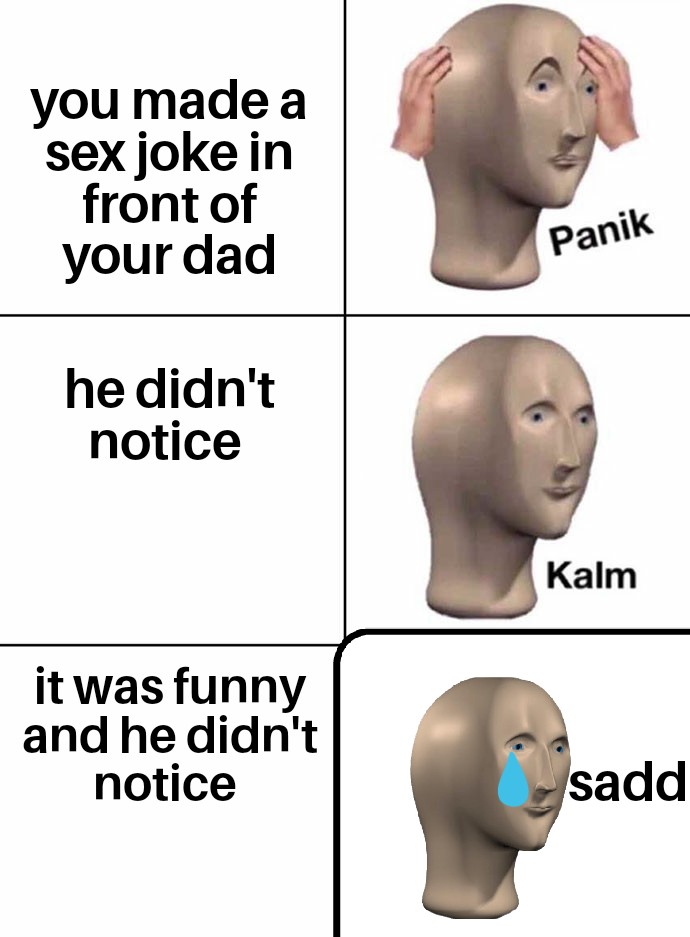 you made a
sex joke in
front of
your dad
Panik
he didn't
notice
Kalm
it was funny
and he didn't
notice
sadd